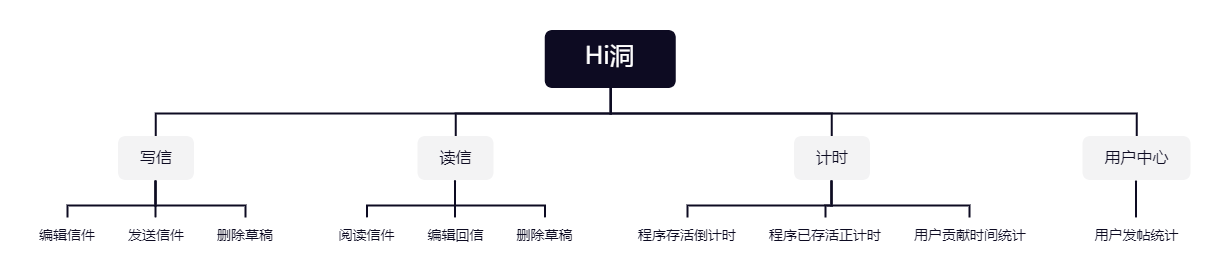 Hi洞
写信
读信
计时
用户中心
编辑信件
发送信件
删除草稿
阅读信件
编辑回信
删除草稿
程序存活倒计时
程序已存活正计时
用户贡献时间统计
用户发帖统计